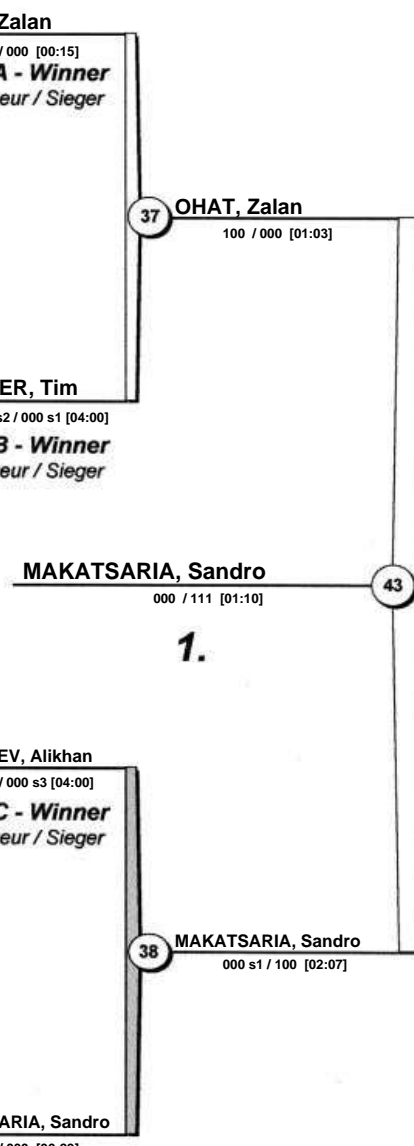 Zalan
/ 000 [00:15]
A - Winner
eur / Sieger
37
OHAT, Zalan
100 / 000 [01:03]
ER, Tim
s2 / 000 s1 [04:00]
B - Winner
eur / Sieger
MAKATSARIA, Sandro
43
000 / 111 [01:10]
1.
EV, Alikhan
/ 000 s3 [04:00]
C - Winner
eur / Sieger
38
MAKATSARIA, Sandro
000 s1 / 100 [02:07]
ARIA, Sandro